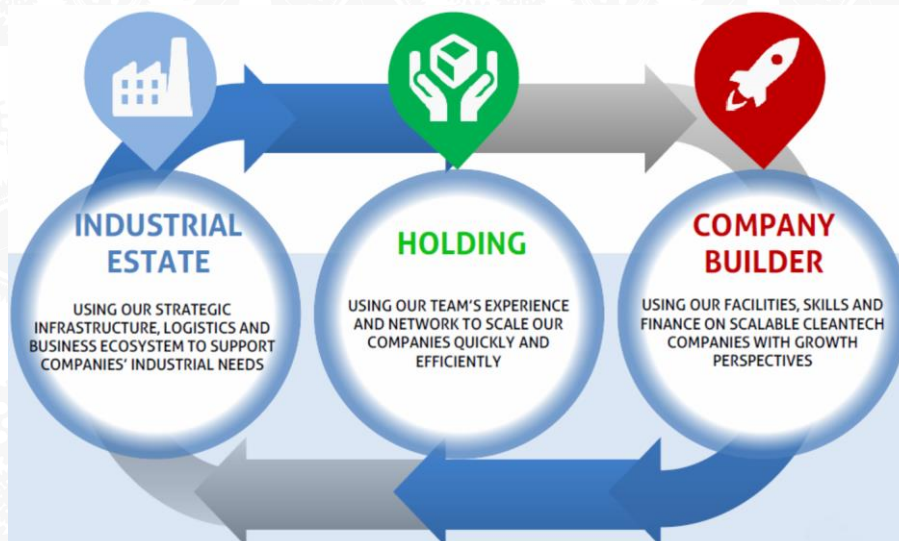 INDUSTRIAL
ESTATE
USING OUR STRATEGIC
INFRASTRUCTURE, LOGISTICS AND
BUSINESS ECOSYSTEM TO SUPPORT
COMPANIES' INDUSTRIAL NEEDS
HOLDING
USING OUR TEAM'S EXPERIENCE
AND NETWORK TO SCALE OUR
COMPANIES QUICKLY AND
EFFICIENTLY
COMPANY
BUILDER
USING OUR FACILITIES, SKILLS AND
FINANCE ON SCALABLE CLEANTECH
COMPANIES WITH GROWTH
PERSPECTIVES